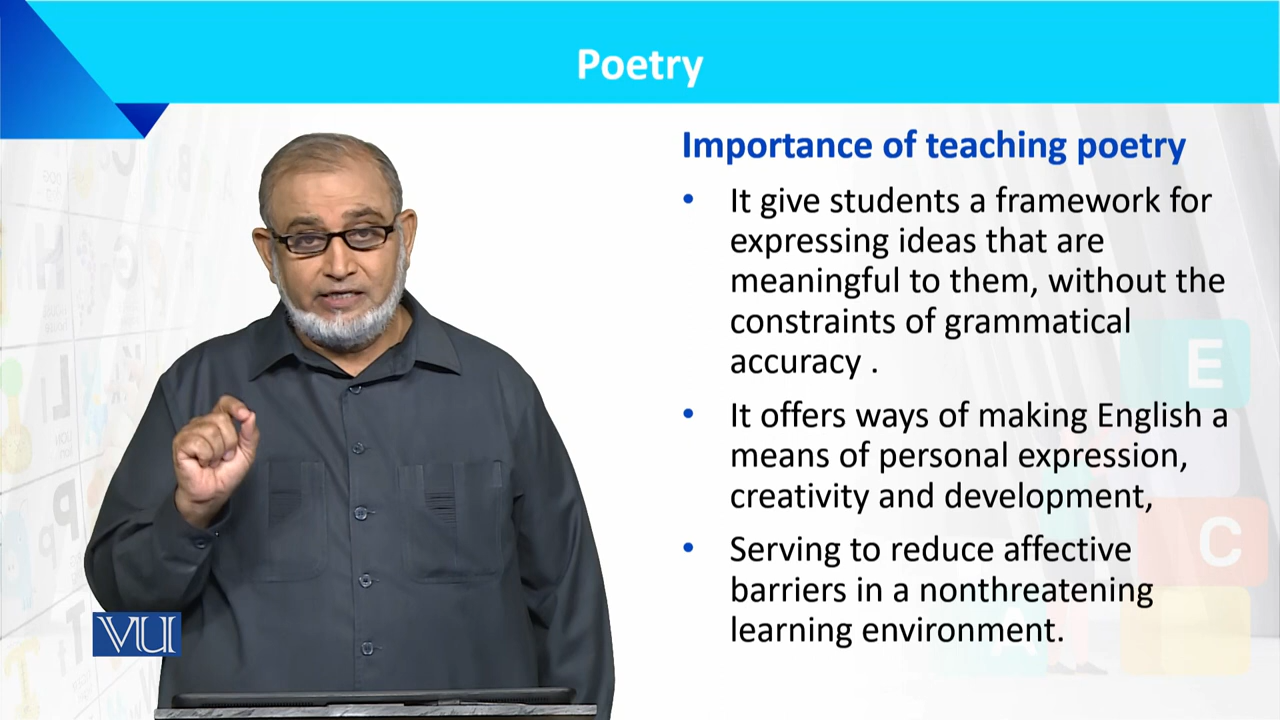 Poetry
Importance of teaching poetry
• It give students a framework for
expressing ideas that are
meaningful to them, without the
constraints of grammatical
accuracy .
• It offers ways of making English a
means of personal expression,
creativity and development,
• Serving to reduce affective
barriers in a nonthreatening
learning environment.
VU
E
C
A